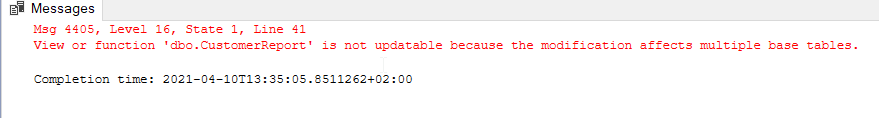 Messages
Msg 4405, Level 16, State 1, Line 41
View or function 'dbo.CustomerReport' is not updatable because the modification affects multiple base tables.
Completion time: 2021-04-10T13:35:05.8511262+02:00